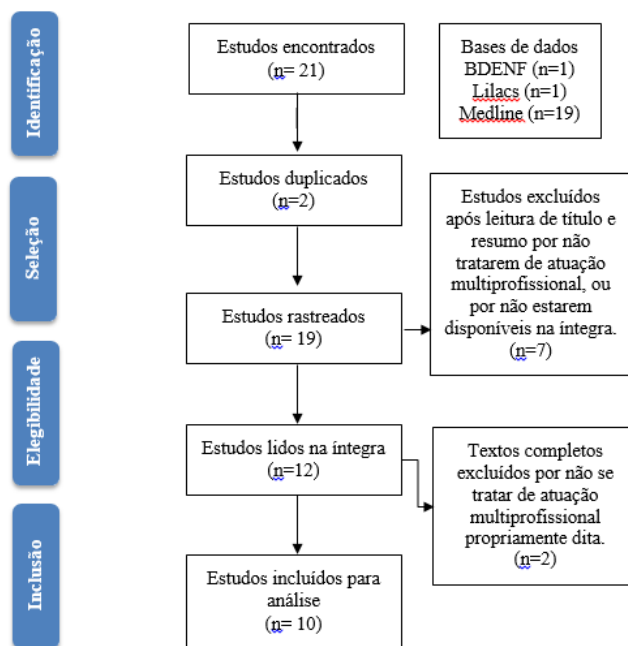 Identificação
Estudos encontrados
(n= 21)
Bases de dados
BDENF (n=1)
Lilacs (n=1)
Medline (n=19)
Seleção
Estudos duplicados
(n=2)
Estudos rastreados
(n= 19)
Estudos excluídos
após leitura de título e
resumo por não
tratarem de atuação
multiprofissional, ou
por não estarem
disponíveis na íntegra.
(n=7)
Elegibilidade
Estudos lidos na íntegra
(n=12)
Textos completos
excluídos por não se
tratar de atuação
multiprofissional
propriamente dita.
(n=2)
Inclusão
Estudos incluídos para
análise
(n= 10)